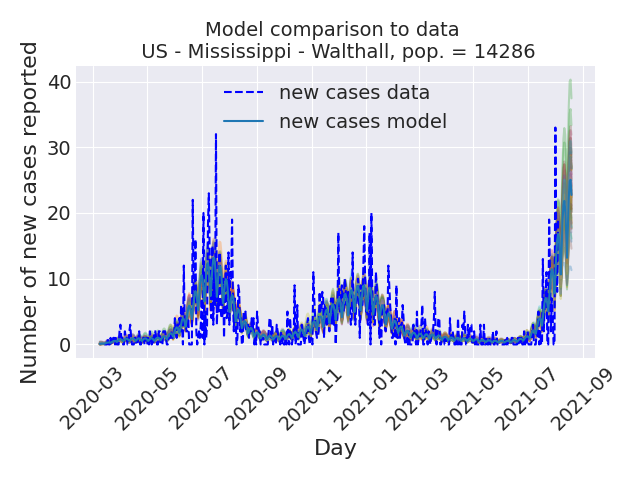 Model comparison to data
US - Mississippi - Walthall, pop. = 14286
Number of new cases reported
40
30
20
10
0
new cases data
new cases model
2020-03
2020-05
2020-07
2020-09
2020-11
2021-01
2021-03
2021-05
2021-07
2021-09
Day